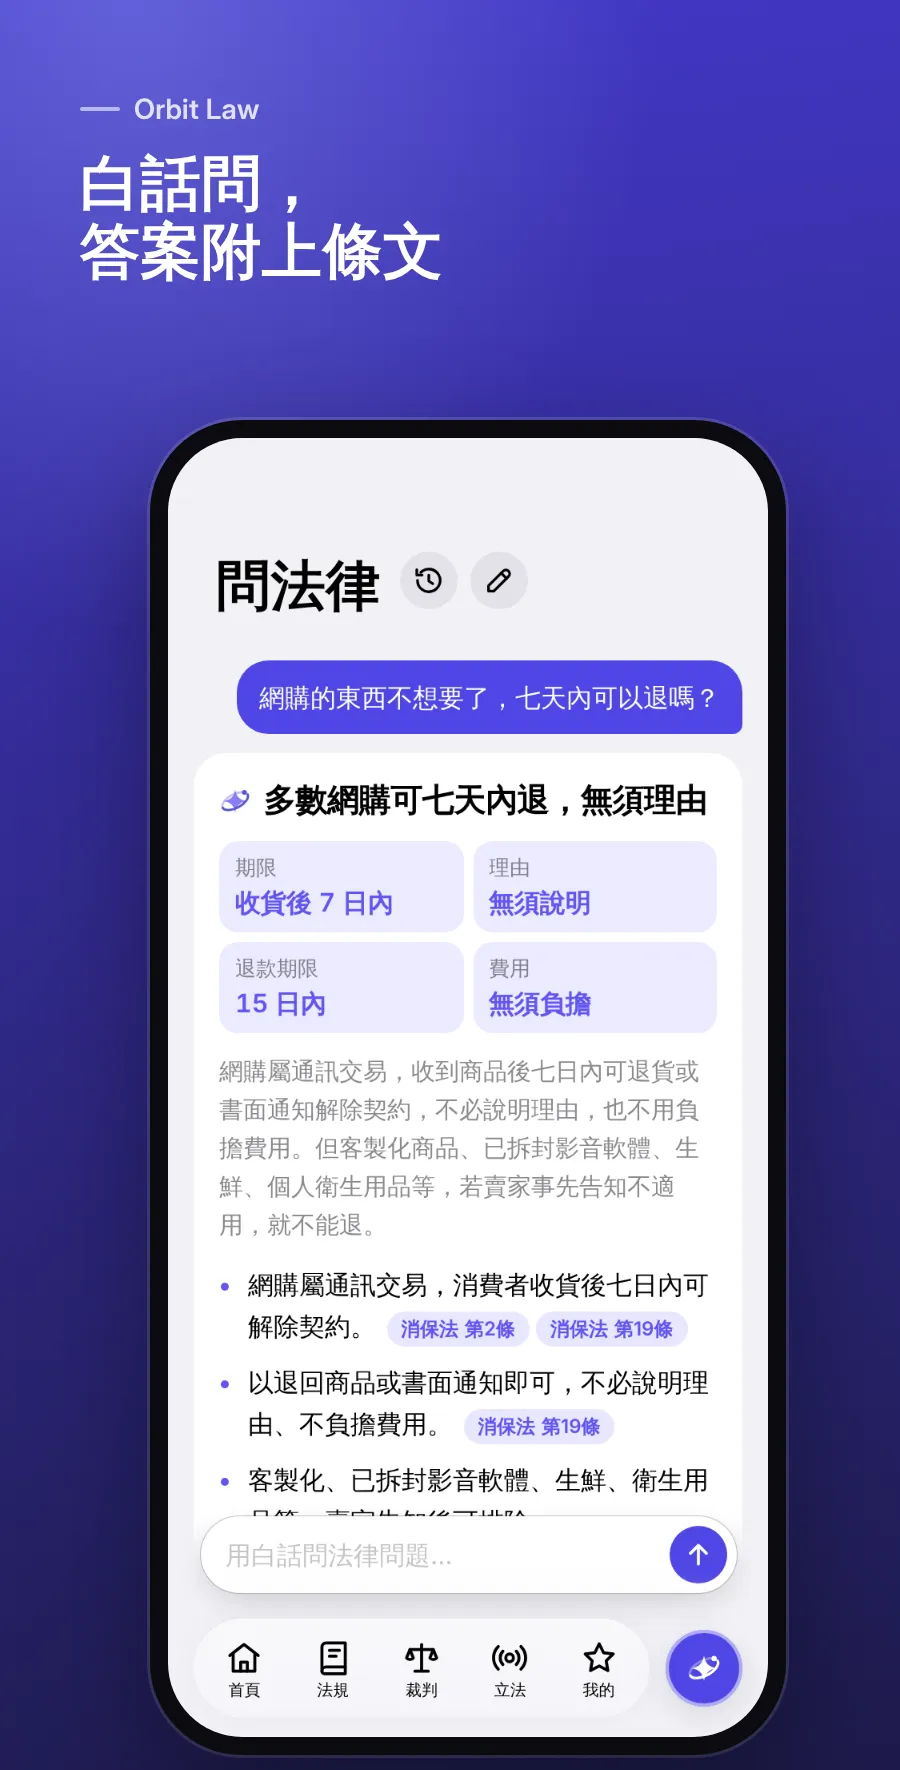 Orbit Law
白話問，
答案附上條文
問法律
網購的東西不想要了，七天內可以退嗎？
多數網購可七天內退，無須理由
期限
收貨後 7 日內
理由
無須說明
退款期限
15 日內
費用
無須負擔
網購屬通訊交易，收到商品後七日內可退貨或
書面通知解除契約，不必說明理由，也不用負
擔費用。但客製化商品、已拆封影音軟體、生
鮮、個人衛生用品等，若賣家事先告知不適
用，就不能退。
網購屬通訊交易，消費者收貨後七日內可
解除契約。 消保法 第2條 消保法 第19條
以退回商品或書面通知即可，不必說明理
由、不負擔費用。 消保法 第19條
客製化、已拆封影音軟體、生鮮、衛生用
用白話問法律問題...
首頁
法規
裁判
立法
我的